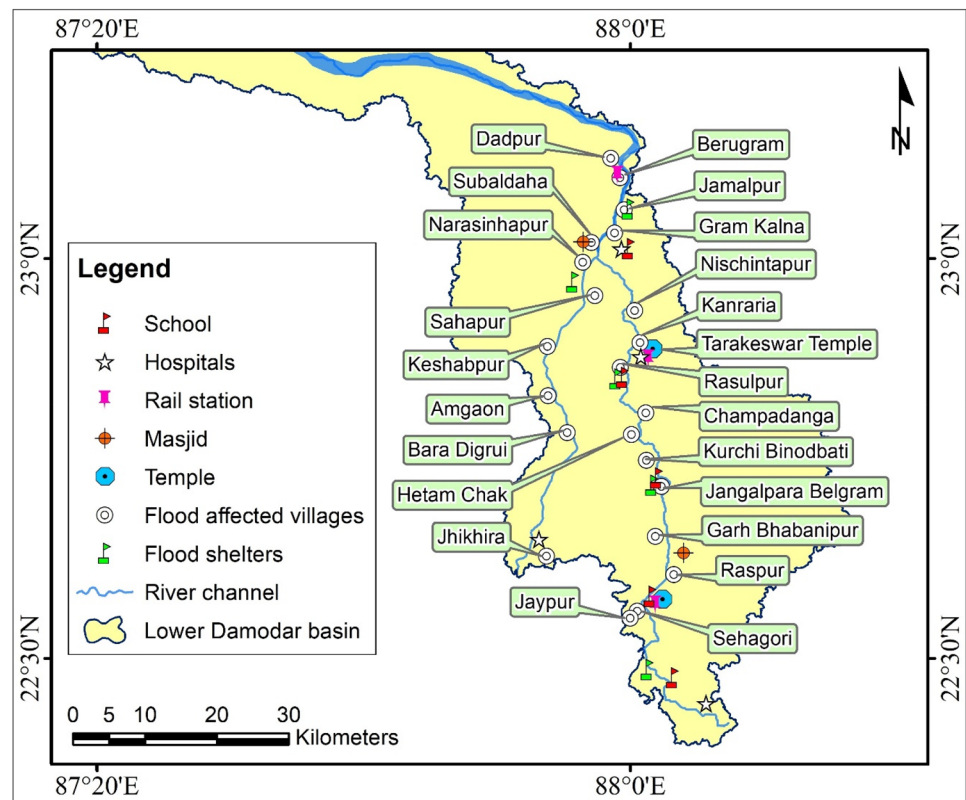 87°20'E
88°0'E
N
Dadpur
Berugram
Subaldaha
Jamalpur
Narasinhapur
Gram Kalna
23°0'N
23°0'N
Nischintapur
Legend
School
Hospitals
Rail station
Masjid
Temple
Flood affected villages
Flood shelters
River channel
Lower Damodar basin
Kanraria
Sahapur
Tarakeswar Temple
Keshabpur
Rasulpur
Amgaon
Champadanga
Bara Digrui
Kurchi Binodbati
Hetam Chak
Jangalpara Belgram
Jhikhira
Garh Bhabanipur
Raspur
Jaypur
Sehagori
22°30'N
22°30'N
0 5 10 20 30
Kilometers
87°20'E
88°0'E